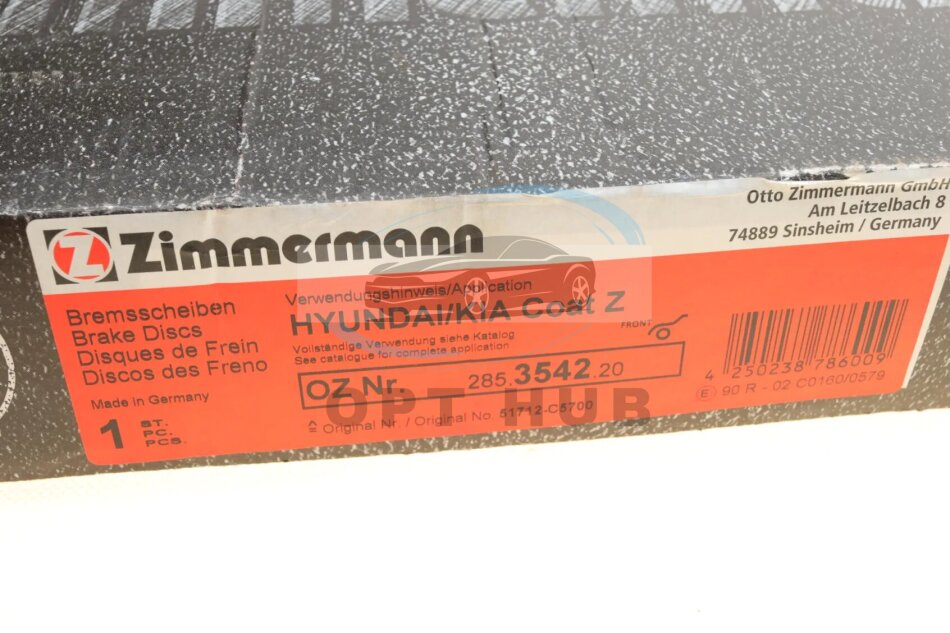 Otto Zimmermann GmbH
Am Leitzelbach 8
74889 Sinsheim / Germany
Z Zimmermann
Bremsscheiben
Brake Discs
Disques de Frein
Discos des Freno
Made in Germany
1 ST.
PC.
PCS.
Verwendungshinweis/Application
HYUNDAI/KIA Coat Z
Vollständige Verwendung siehe Katalog
See catalogue for complete application
FRONT
OZ Nr. 285.3542.20
≙ Original Nr. / Original No. 51712-C5700
4 250238 786009
E 90 R - 02 C0160/0579
OPT HUB